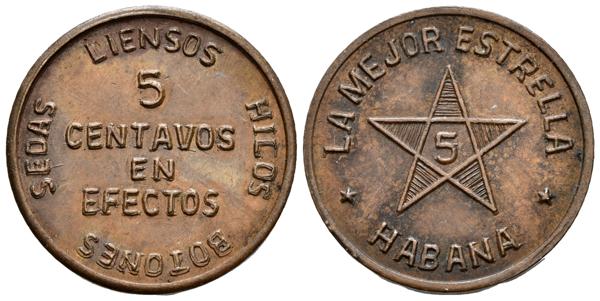 LIENSOS
HILOS
BOTONES
SEDAS
5
CENTAVOS
EN
EFECTOS
LA MEJOR ESTRELLA
5
HABANA